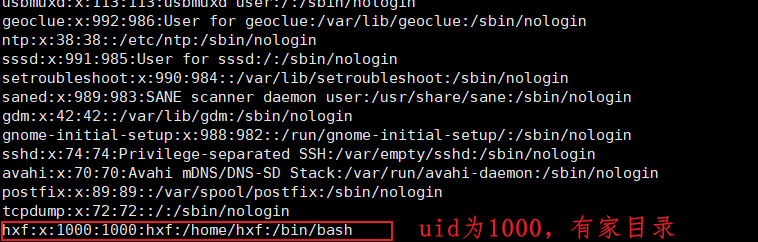 usbmuxd:x:113:113:usbmuxd user:/:/sbin/nologin
geoclue:x:992:986:User for geoclue:/var/lib/geoclue:/sbin/nologin
ntp:x:38:38::/etc/ntp:/sbin/nologin
sssd:x:991:985:User for sssd:/:/sbin/nologin
setroubleshoot:x:990:984::/var/lib/setroubleshoot:/sbin/nologin
saned:x:989:983:SANE scanner daemon user:/usr/share/sane:/sbin/nologin
gdm:x:42:42::/var/lib/gdm:/sbin/nologin
gnome-initial-setup:x:988:982::/run/gnome-initial-setup/:/sbin/nologin
sshd:x:74:74:Privilege-separated SSH:/var/empty/sshd:/sbin/nologin
avahi:x:70:70:Avahi mDNS/DNS-SD Stack:/var/run/avahi-daemon:/sbin/nologin
postfix:x:89:89::/var/spool/postfix:/sbin/nologin
tcpdump:x:72:72::/:/sbin/nologin
hxf:x:1000:1000:hxf:/home/hxf:/bin/bash uid为1000，有家目录